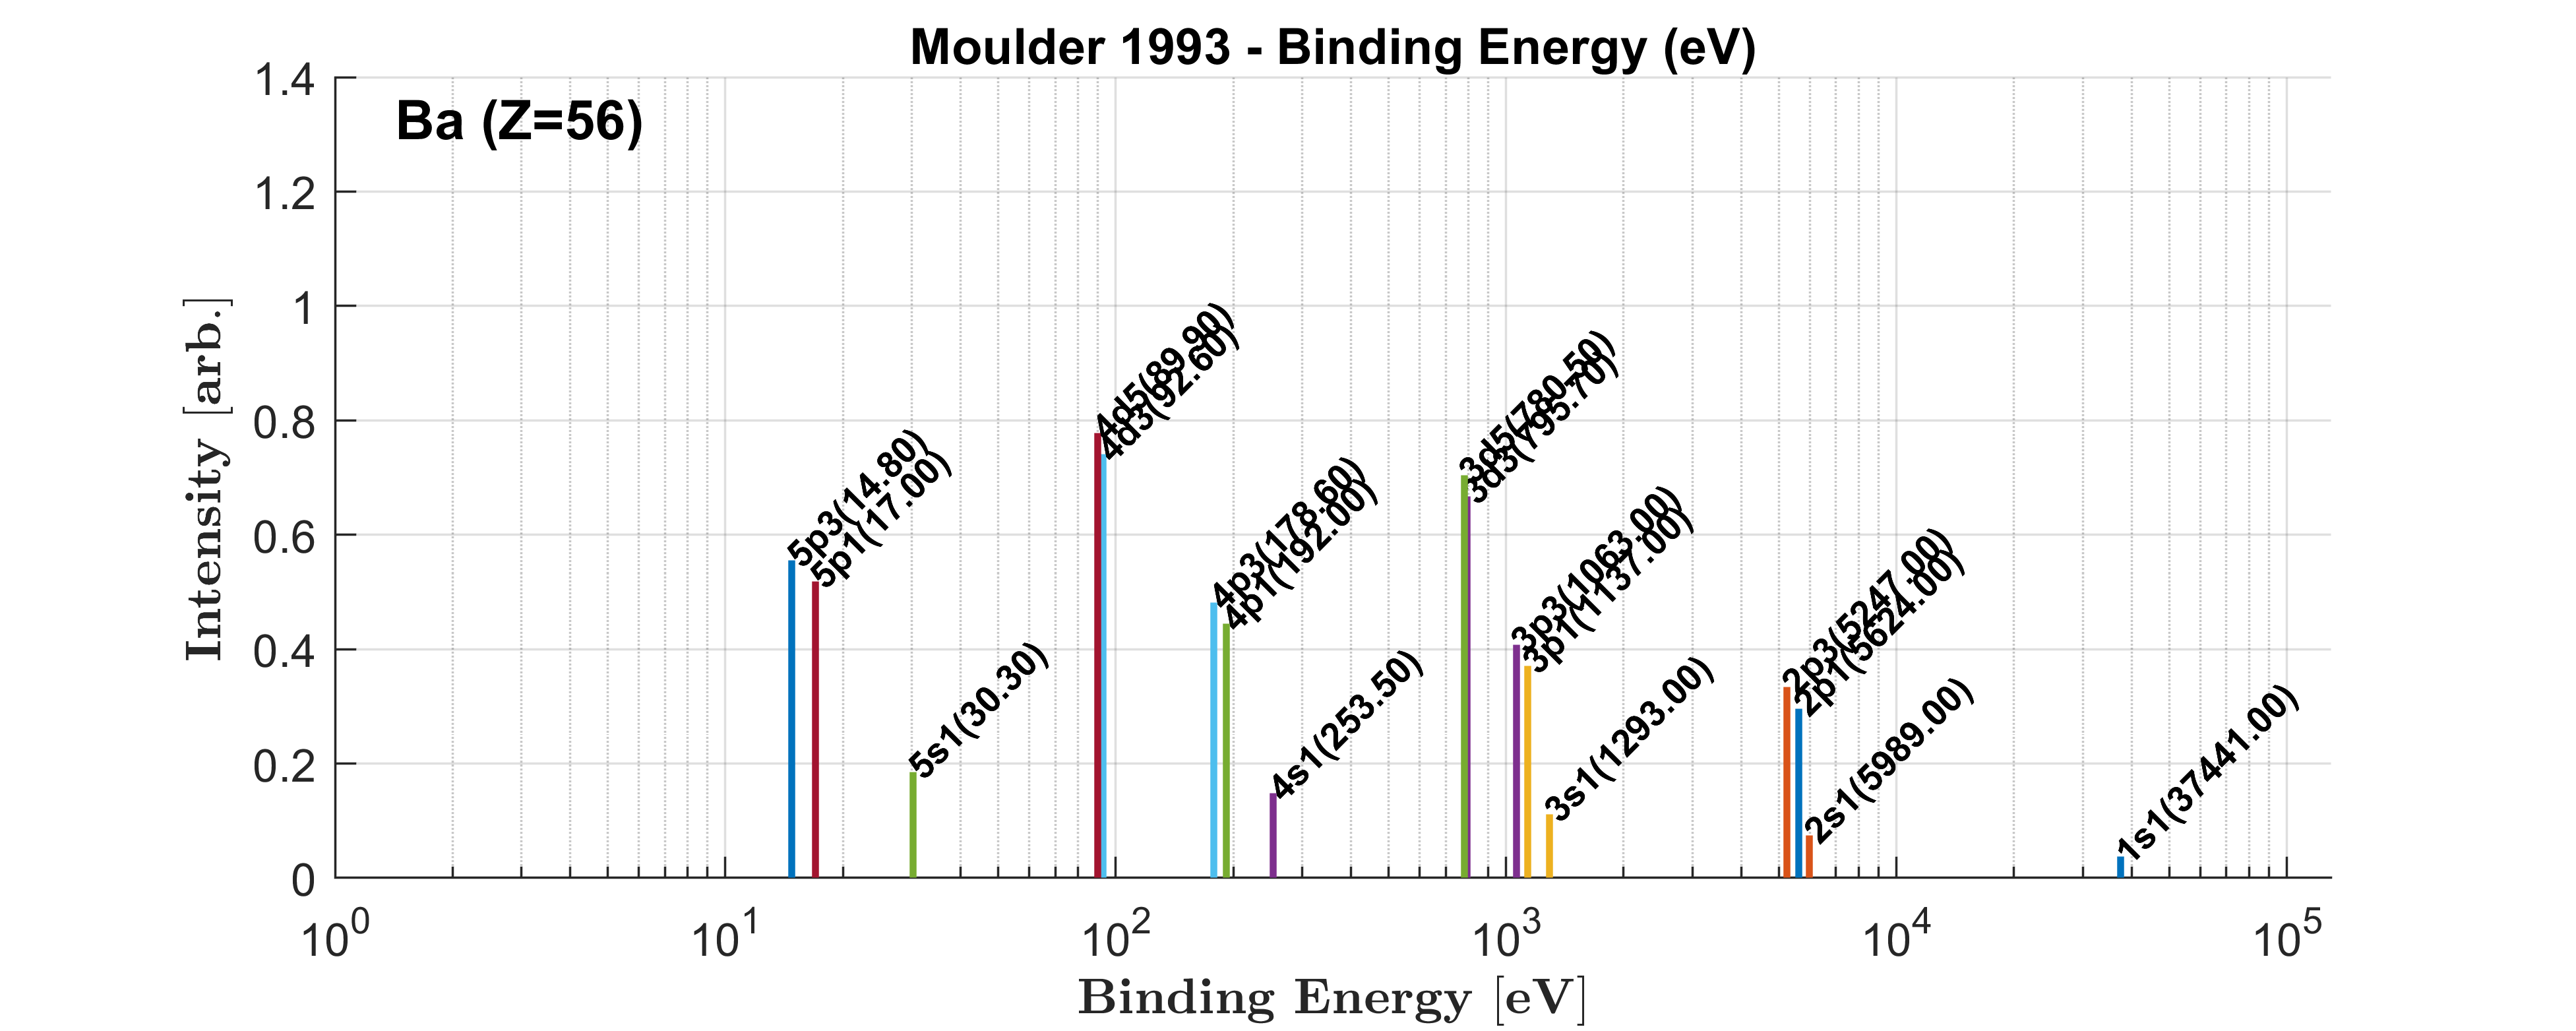 Moulder 1993 - Binding Energy (eV)
Ba (Z=56)
Intensity [arb.]
1.4
1.2
1
0.8
0.6
0.4
0.2
0
5p3(14.80)
5p1(17.00)
5s1(30.30)
4d5(89.90)
4d3(92.60)
4p3(178.60)
4p1(192.00)
4s1(253.50)
3d5(780.50)
3d3(795.70)
3p3(1063.00)
3p1(1137.00)
3s1(1293.00)
2p3(5247.00)
2p1(5624.00)
2s1(5989.00)
1s1(37441.00)
10^0 10^1 10^2 10^3 10^4 10^5
Binding Energy [eV]